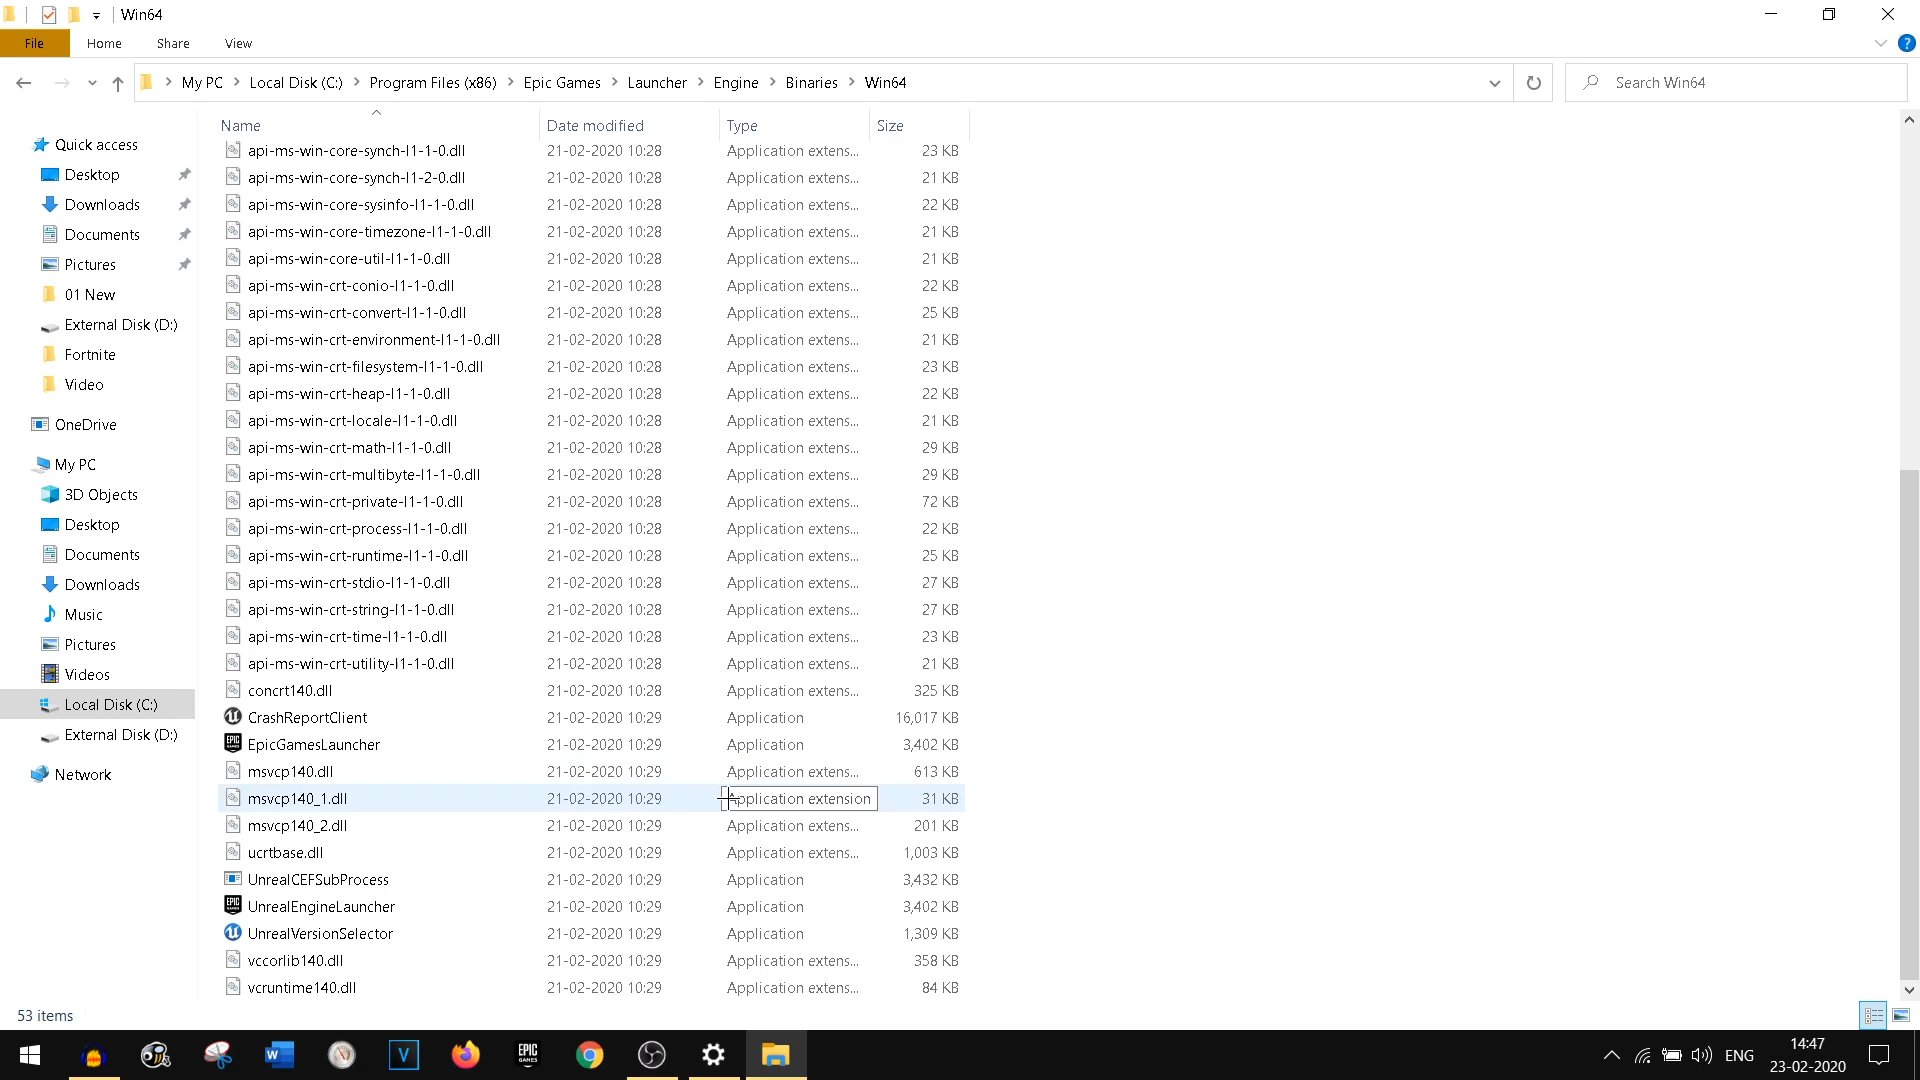 Win64
File Home Share View
My PC Local Disk (C:) Program Files (x86) Epic Games Launcher Engine Binaries Win64
Search Win64
Name Date modified Type Size
Quick access
Desktop
Downloads
Documents
Pictures
01 New
External Disk (D:)
Fortnite
Video
OneDrive
My PC
3D Objects
Desktop
Documents
Downloads
Music
Pictures
Videos
Local Disk (C:)
External Disk (D:)
Network
api-ms-win-core-synch-l1-1-0.dll 21-02-2020 10:28 Application extens... 23 KB
api-ms-win-core-synch-l1-2-0.dll 21-02-2020 10:28 Application extens... 21 KB
api-ms-win-core-sysinfo-l1-1-0.dll 21-02-2020 10:28 Application extens... 22 KB
api-ms-win-core-timezone-l1-1-0.dll 21-02-2020 10:28 Application extens... 21 KB
api-ms-win-core-util-l1-1-0.dll 21-02-2020 10:28 Application extens... 21 KB
api-ms-win-crt-conio-l1-1-0.dll 21-02-2020 10:28 Application extens... 22 KB
api-ms-win-crt-convert-l1-1-0.dll 21-02-2020 10:28 Application extens... 25 KB
api-ms-win-crt-environment-l1-1-0.dll 21-02-2020 10:28 Application extens... 21 KB
api-ms-win-crt-filesystem-l1-1-0.dll 21-02-2020 10:28 Application extens... 23 KB
api-ms-win-crt-heap-l1-1-0.dll 21-02-2020 10:28 Application extens... 22 KB
api-ms-win-crt-locale-l1-1-0.dll 21-02-2020 10:28 Application extens... 21 KB
api-ms-win-crt-math-l1-1-0.dll 21-02-2020 10:28 Application extens... 29 KB
api-ms-win-crt-multibyte-l1-1-0.dll 21-02-2020 10:28 Application extens... 29 KB
api-ms-win-crt-private-l1-1-0.dll 21-02-2020 10:28 Application extens... 72 KB
api-ms-win-crt-process-l1-1-0.dll 21-02-2020 10:28 Application extens... 22 KB
api-ms-win-crt-runtime-l1-1-0.dll 21-02-2020 10:28 Application extens... 25 KB
api-ms-win-crt-stdio-l1-1-0.dll 21-02-2020 10:28 Application extens... 27 KB
api-ms-win-crt-string-l1-1-0.dll 21-02-2020 10:28 Application extens... 27 KB
api-ms-win-crt-time-l1-1-0.dll 21-02-2020 10:28 Application extens... 23 KB
api-ms-win-crt-utility-l1-1-0.dll 21-02-2020 10:28 Application extens... 21 KB
concrt140.dll 21-02-2020 10:28 Application extens... 325 KB
CrashReportClient 21-02-2020 10:29 Application 16,017 KB
EpicGamesLauncher 21-02-2020 10:29 Application 3,402 KB
msvcp140.dll 21-02-2020 10:29 Application extens... 613 KB
msvcp140_1.dll 21-02-2020 10:29 Application extension 31 KB
msvcp140_2.dll 21-02-2020 10:29 Application extens... 201 KB
ucrtbase.dll 21-02-2020 10:29 Application extens... 1,003 KB
UnrealCEFSubProcess 21-02-2020 10:29 Application 3,432 KB
UnrealEngineLauncher 21-02-2020 10:29 Application 3,402 KB
UnrealVersionSelector 21-02-2020 10:29 Application 1,309 KB
vccorlib140.dll 21-02-2020 10:29 Application extens... 358 KB
vcruntime140.dll 21-02-2020 10:29 Application extens... 84 KB
53 items
ENG
14:47
23-02-2020